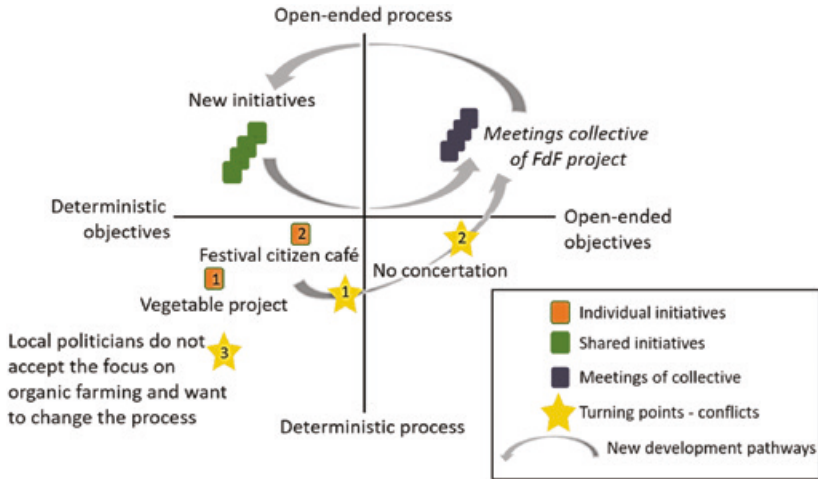 Open-ended process
New initiatives
Meetings collective
of FdF project
Deterministic
objectives
Open-ended
objectives
2
Festival citizen café
2
No concertation
1
Vegetable project
1
Local politicians do not
accept the focus on
organic farming and want
to change the process
3
Deterministic process
Individual initiatives
Shared initiatives
Meetings of collective
Turning points - conflicts
New development pathways